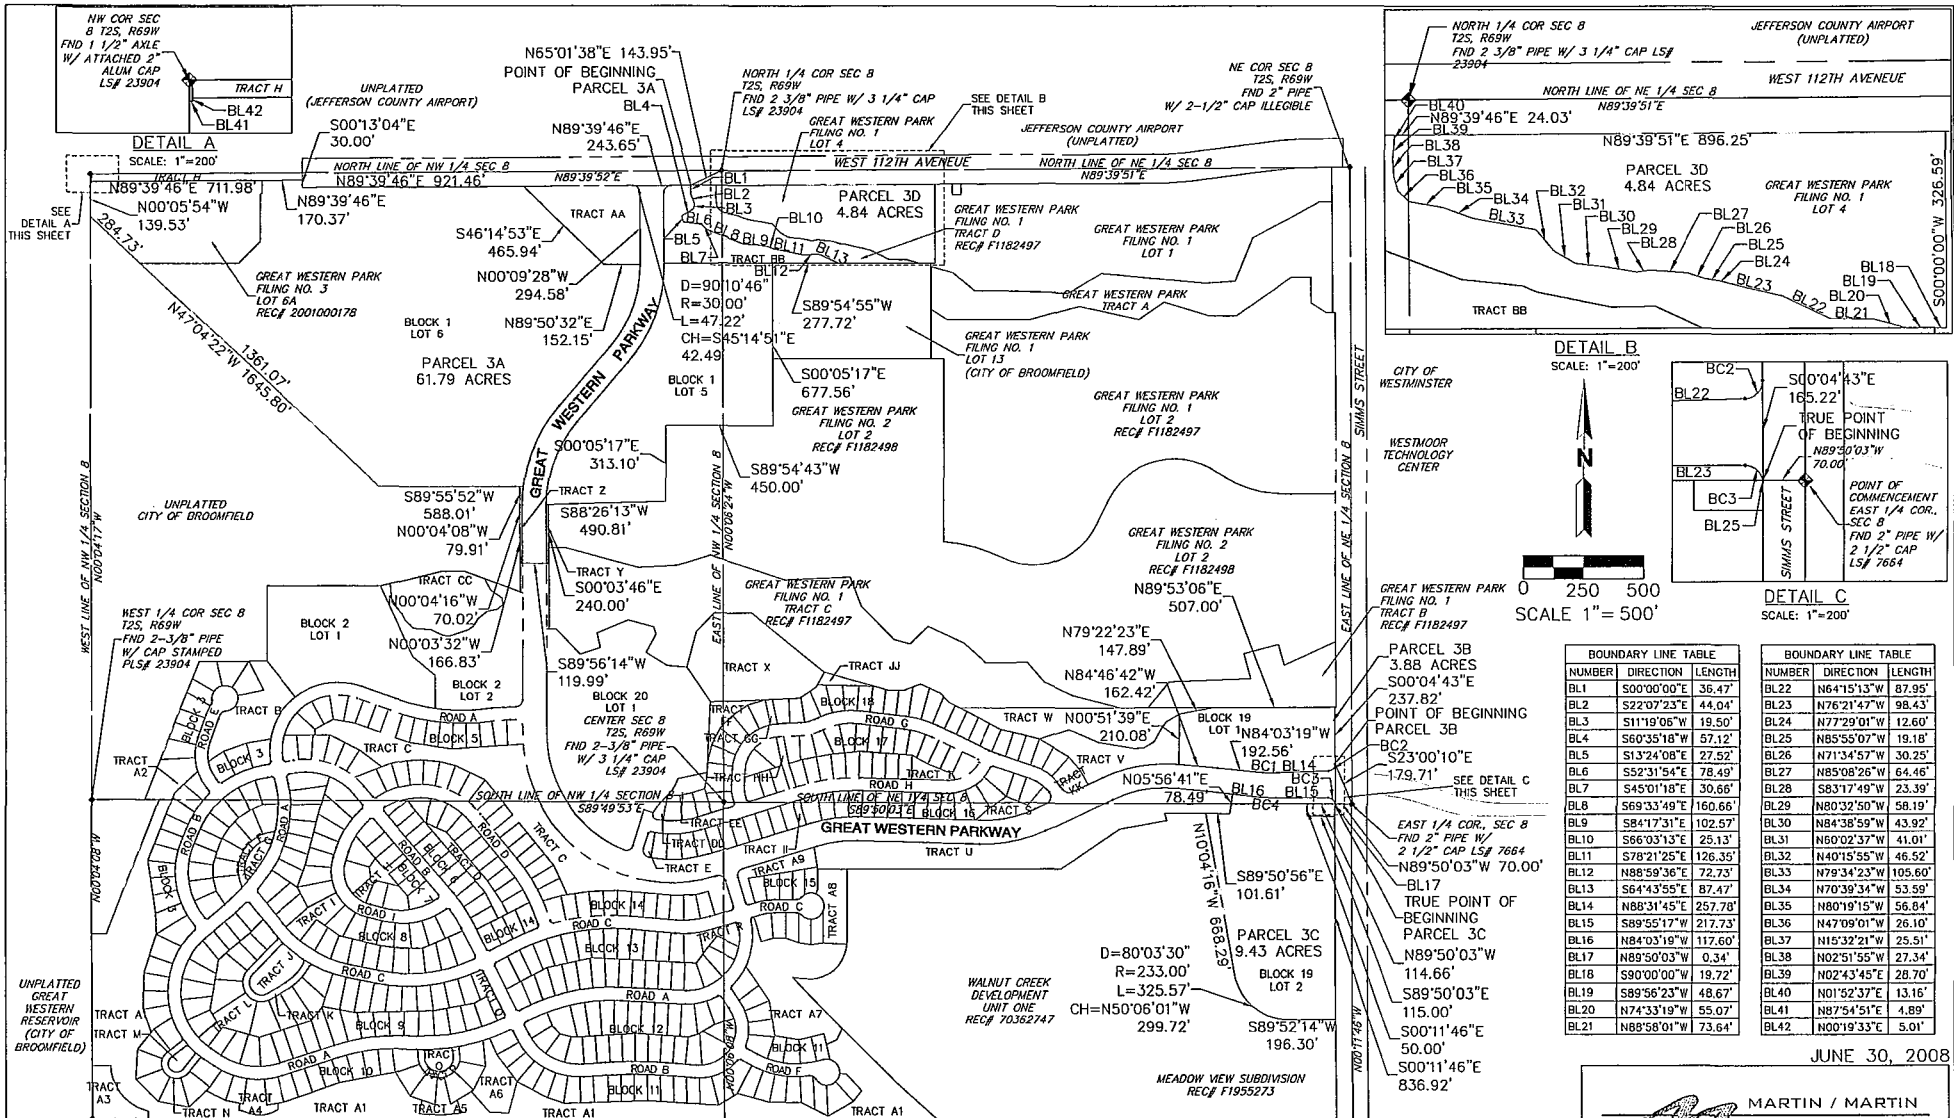 NW COR SEC
8 T2S, R69W
FND 1 1/2" AXLE
W/ ATTACHED 2"
ALUM CAP
LS# 23904
TRACT H
BL42
BL41
DETAIL A
SCALE: 1"=200'
UNPLATTED
(JEFFERSON COUNTY AIRPORT)
S00°13'04"E
30.00'
N65°01'38"E 143.95'
POINT OF BEGINNING
PARCEL 3A
BL4
N89°39'46"E
243.65'
NORTH 1/4 COR SEC 8
T2S, R69W
FND 2 3/8" PIPE W/ 3 1/4" CAP
LS# 23904
GREAT WESTERN PARK
FILING NO. 1
LOT 4
SEE DETAIL B
THIS SHEET
JEFFERSON COUNTY AIRPORT
(UNPLATTED)
NE COR SEC 8
T2S, R69W
FND 2" PIPE
W/ 2-1/2" CAP ILLEGIBLE
TRACT H
NORTH LINE OF NW 1/4 SEC 8
WEST 112TH AVENEUE
NORTH LINE OF NE 1/4 SEC 8
N89°39'46"E 711.98'
N89°39'46"E 921.46'
N89°39'52"E
N89°39'51"E
SEE
DETAIL A
THIS SHEET
N00°05'54"W
139.53'
N89°39'46"E
170.37'
284.73'
TRACT AA
S46°14'53"E
465.94'
N00°09'28"W
294.58'
N89°50'32"E
152.15'
BL1
BL2
BL3
BL6
BL5
BL7
BL8
BL9
BL10
BL11
BL12
BL13
TRACT BB
PARCEL 3D
4.84 ACRES
GREAT WESTERN PARK
FILING NO. 1
TRACT D
REC# F1182497
GREAT WESTERN PARK
FILING NO. 1
LOT 1
GREAT WESTERN PARK
FILING NO. 3
LOT 6A
REC# 2001000178
N47°04'22"W 1645.80'
1361.07'
BLOCK 1
LOT 6
PARCEL 3A
61.79 ACRES
GREAT WESTERN PARKWAY
D=90°10'46"
R=30.00'
L=47.22'
CH=S45°14'51"E
42.49'
S89°54'55"W
277.72'
GREAT WESTERN PARK
TRACT A
GREAT WESTERN PARK
FILING NO. 1
LOT 13
(CITY OF BROOMFIELD)
BLOCK 1
LOT 5
S00°05'17"E
677.56'
GREAT WESTERN PARK
FILING NO. 2
LOT 2
REC# F1182498
GREAT WESTERN PARK
FILING NO. 1
LOT 2
REC# F1182497
CITY OF
WESTMINSTER
SIMMS STREET
WESTMOOR
TECHNOLOGY
CENTER
S00°05'17"E
313.10'
S89°54'43"W
450.00'
UNPLATTED
CITY OF BROOMFIELD
WEST LINE OF NW 1/4 SECTION 8
N00°04'17"W
S89°55'52"W
588.01'
N00°04'08"W
79.91'
TRACT Z
S88°26'13"W
490.81'
TRACT Y
S00°03'46"E
240.00'
EAST LINE OF NW 1/4 SECTION 8
N00°06'24"W
EAST LINE OF NE 1/4 SECTION 8
GREAT WESTERN PARK
FILING NO. 2
LOT 2
REC# F1182498
N89°53'06"E
507.00'
GREAT WESTERN PARK
FILING NO. 1
TRACT B
REC# F1182497
WEST 1/4 COR SEC 8
T2S, R69W
FND 2-3/8" PIPE
W/ CAP STAMPED
PLS# 23904
TRACT CC
N00°04'16"W
70.02'
BLOCK 2
LOT 1
N00°03'32"W
166.83'
BLOCK 2
LOT 2
S89°56'14"W
119.99'
GREAT WESTERN PARK
FILING NO. 1
TRACT C
REC# F1182497
TRACT X
TRACT JJ
N79°22'23"E
147.89'
N84°46'42"W
162.42'
PARCEL 3B
3.88 ACRES
S00°04'43"E
237.82'
POINT OF BEGINNING
PARCEL 3B
BC2
S23°00'10"E
179.71'
BLOCK 20
LOT 1
CENTER SEC 8
T2S, R69W
FND 2-3/8" PIPE
W/ 3 1/4" CAP
LS# 23904
TRACT FF
TRACT GG
TRACT HH
BLOCK 18
ROAD G
BLOCK 17
TRACT K
ROAD H
TRACT W
N00°51'39"E
210.08'
BLOCK 19
LOT 1
N84°03'19"W
192.56'
BC1
BL14
BC3
TRACT V
TRACT KK
N05°56'41"E
78.49'
BL16
BL15
BC4
SEE DETAIL C
THIS SHEET
BLOCK 3
ROAD E
TRACT B
ROAD A
BLOCK 5
TRACT C
BLOCK 3
TRACT A2
SOUTH LINE OF NW 1/4 SECTION 8
S89°49'53"E
SOUTH LINE OF NE 1/4 SEC 8
S89°50'03"E
BLOCK 16
TRACT S
GREAT WESTERN PARKWAY
TRACT EE
TRACT DD
TRACT II
TRACT E
TRACT U
TRACT A9
BLOCK 15
TRACT A8
EAST 1/4 COR., SEC 8
FND 2" PIPE W/
2 1/2" CAP LS# 7664
N89°50'03"W 70.00'
BL17
TRUE POINT OF
BEGINNING
PARCEL 3C
N89°50'03"W
114.66'
S89°50'03"E
115.00'
S00°11'46"E
50.00'
S00°11'46"E
836.92'
N10°04'16"W 668.29'
S89°50'56"E
101.61'
PARCEL 3C
9.43 ACRES
BLOCK 19
LOT 2
D=80°03'30"
R=233.00'
L=325.57'
CH=N50°06'01"W
299.72'
S89°52'14"W
196.30'
N00°11'46"W
N00°04'08"W
ROAD B
ROAD A
TRACT G
BLOCK 5
ROAD D
TRACT D
TRACT C
BLOCK 6
ROAD B
BLOCK 7
TRACT I
ROAD I
BLOCK 8
BLOCK 14
BLOCK 14
ROAD C
ROAD C
BLOCK 13
TRACT R
TRACT J
ROAD C
TRACT L
TRACT K
BLOCK 9
TRACT Q
ROAD A
BLOCK 12
TRACT A7
BLOCK 11
ROAD F
UNPLATTED
GREAT
WESTERN
RESERVOIR
(CITY OF
BROOMFIELD)
TRACT A
TRACT M
ROAD A
BLOCK 10
ROAD B
BLOCK 11
N00°06'08"W
TRACT A3
TRACT N
TRACT A4
TRACT A1
TRACT A5
TRACT A6
TRACT A1
TRACT A1
WALNUT CREEK
DEVELOPMENT
UNIT ONE
REC# 70362747
MEADOW VIEW SUBDIVISION
REC# F1955273
NORTH 1/4 COR SEC 8
T2S, R69W
FND 2 3/8" PIPE W/ 3 1/4" CAP LS#
23904
JEFFERSON COUNTY AIRPORT
(UNPLATTED)
WEST 112TH AVENEUE
NORTH LINE OF NE 1/4 SEC 8
N89°39'51"E
BL40
N89°39'46"E 24.03'
BL39
BL38
BL37
BL36
BL35
BL34
BL33
BL32
BL31
BL30
BL29
BL28
BL27
BL26
BL25
BL24
BL23
BL22
BL21
BL20
BL19
BL18
N89°39'51"E 896.25'
PARCEL 3D
4.84 ACRES
GREAT WESTERN PARK
FILING NO. 1
LOT 4
S00°00'00"W 326.59'
TRACT BB
DETAIL B
SCALE: 1"=200'
N
0 250 500
SCALE 1"= 500'
BC2
BL22
S00°04'43"E
165.22'
TRUE POINT
OF BEGINNING
N89°50'03"W
70.00'
BL23
BC3
BL25
SIMMS STREET
POINT OF
COMMENCEMENT
EAST 1/4 COR.,
SEC 8
FND 2" PIPE W/
2 1/2" CAP
LS# 7664
DETAIL C
SCALE: 1"=200'
BOUNDARY LINE TABLE
NUMBER DIRECTION LENGTH
BL1 S00°00'00"E 36.47'
BL2 S22°07'23"E 44.04'
BL3 S11°19'06"W 19.50'
BL4 S60°35'18"W 57.12'
BL5 S13°24'08"E 27.52'
BL6 S52°31'54"E 78.49'
BL7 S45°01'18"E 30.66'
BL8 S69°33'49"E 160.66'
BL9 S84°17'31"E 102.57'
BL10 S66°03'13"E 25.13'
BL11 S78°21'25"E 126.35'
BL12 N88°59'36"E 72.73'
BL13 S64°43'55"E 87.47'
BL14 N88°31'45"E 257.78'
BL15 S89°55'17"W 217.73'
BL16 N84°03'19"W 117.60'
BL17 N89°50'03"W 0.34'
BL18 S90°00'00"W 19.72'
BL19 S89°56'23"W 48.67'
BL20 N74°33'19"W 55.07'
BL21 N88°58'01"W 73.64'
BOUNDARY LINE TABLE
NUMBER DIRECTION LENGTH
BL22 N64°15'13"W 87.95'
BL23 N76°21'47"W 98.43'
BL24 N77°29'01"W 12.60'
BL25 N85°55'07"W 19.18'
BL26 N71°34'57"W 30.25'
BL27 N85°08'26"W 64.46'
BL28 S83°17'49"W 23.39'
BL29 N80°32'50"W 58.19'
BL30 N84°38'59"W 43.92'
BL31 N60°02'37"W 41.01'
BL32 N40°15'55"W 46.52'
BL33 N79°34'23"W 105.60'
BL34 N70°39'34"W 53.59'
BL35 N80°19'15"W 56.84'
BL36 N47°09'01"W 26.10'
BL37 N15°32'21"W 25.51'
BL38 N02°51'55"W 27.34'
BL39 N02°43'45"E 28.70'
BL40 N01°52'37"E 13.16'
BL41 N87°54'51"E 4.89'
BL42 N00°19'33"E 5.01'
JUNE 30, 2008
MARTIN / MARTIN